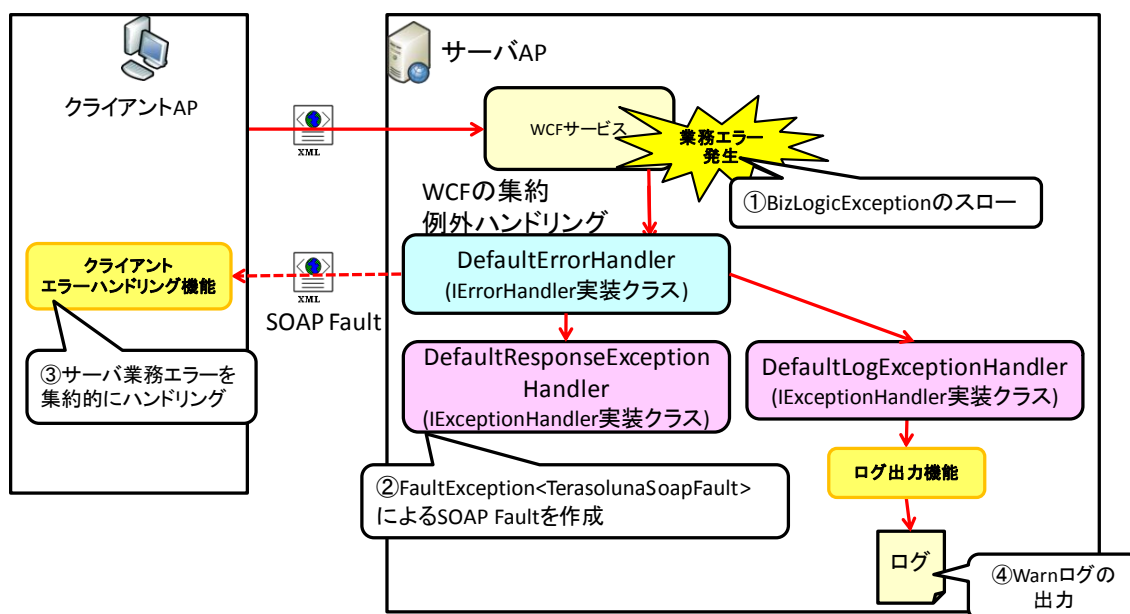 クライアントAP
サーバAP
XML
WCFサービス
業務エラー
発生
①BizLogicExceptionのスロー
WCFの集約
例外ハンドリング
クライアント
エラーハンドリング機能
XML
SOAP Fault
DefaultErrorHandler
(IErrorHandler実装クラス)
③サーバ業務エラーを
集約的にハンドリング
DefaultResponseException
Handler
(IExceptionHandler実装クラス)
DefaultLogExceptionHandler
(IExceptionHandler実装クラス)
②FaultException<TerasolunaSoapFault>
によるSOAP Faultを作成
ログ出力機能
ログ
④Warnログの
出力